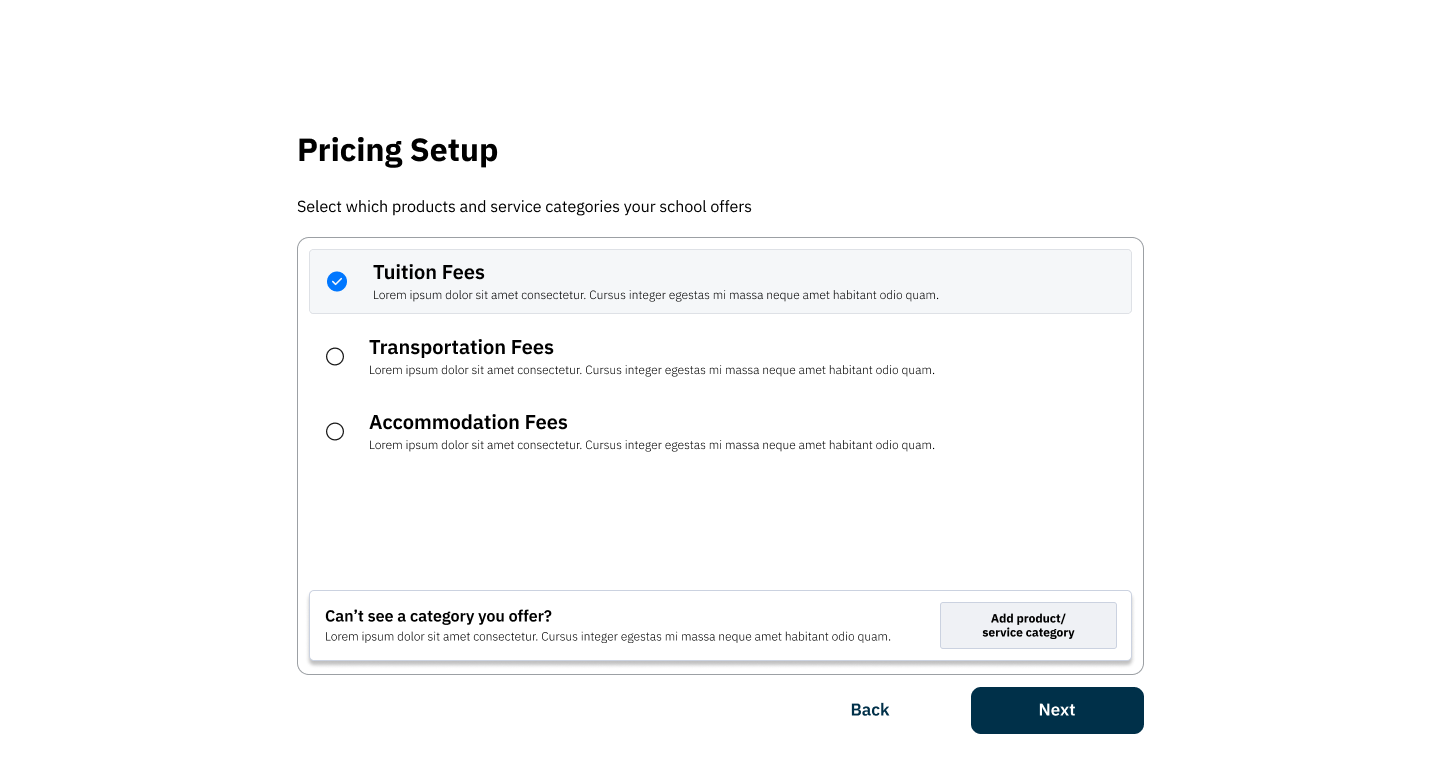 Pricing Setup
Select which products and service categories your school offers
Tuition Fees
Lorem ipsum dolor sit amet consectetur. Cursus integer egestas mi massa neque amet habitant odio quam.
Transportation Fees
Lorem ipsum dolor sit amet consectetur. Cursus integer egestas mi massa neque amet habitant odio quam.
Accommodation Fees
Lorem ipsum dolor sit amet consectetur. Cursus integer egestas mi massa neque amet habitant odio quam.
Can’t see a category you offer?
Lorem ipsum dolor sit amet consectetur. Cursus integer egestas mi massa neque amet habitant odio quam.
Add product/
service category
Back
Next